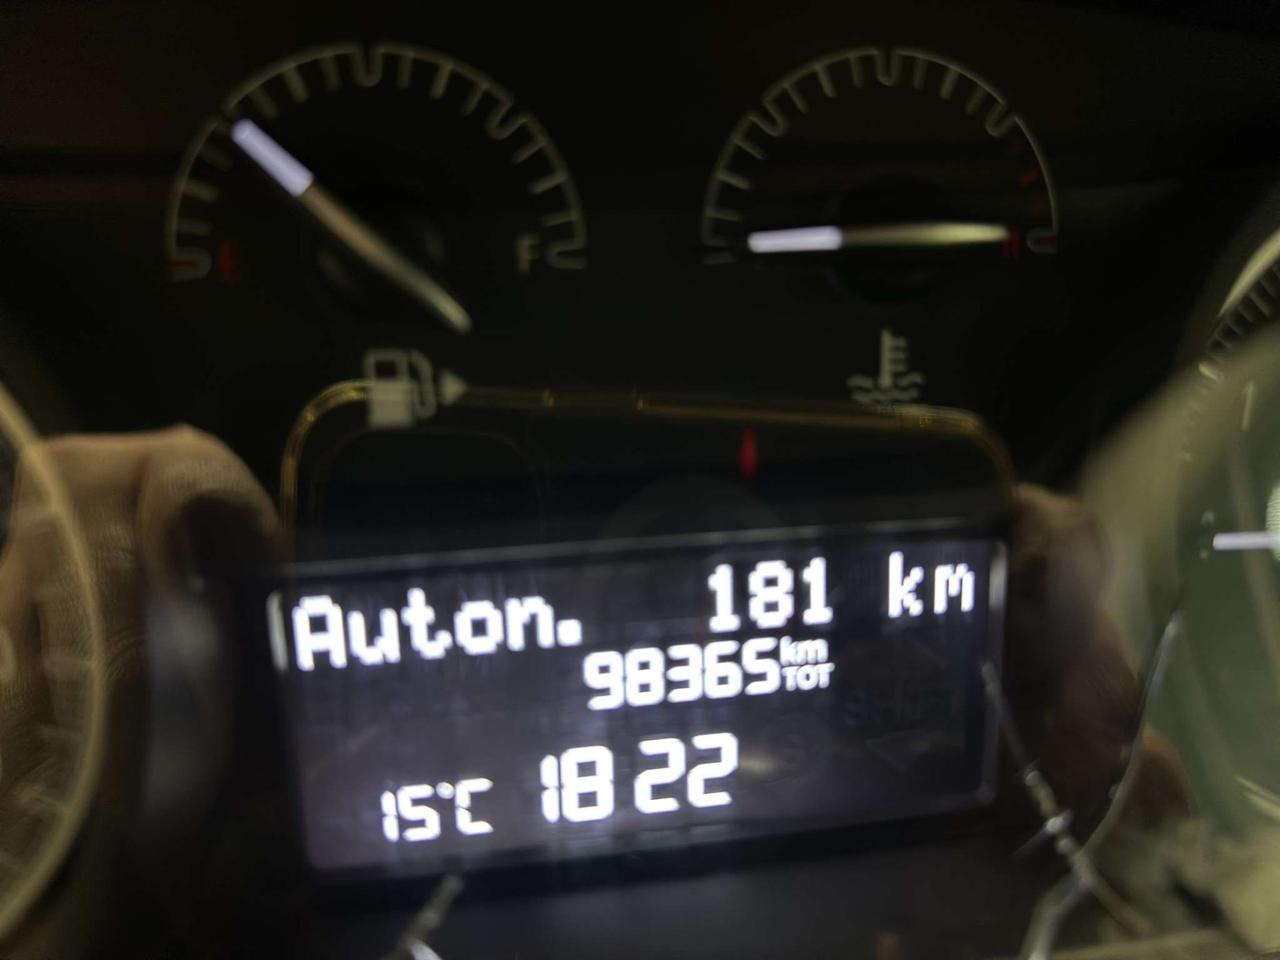 E F
H
Auton. 181 km
98365 km TOT
15°C 18 22